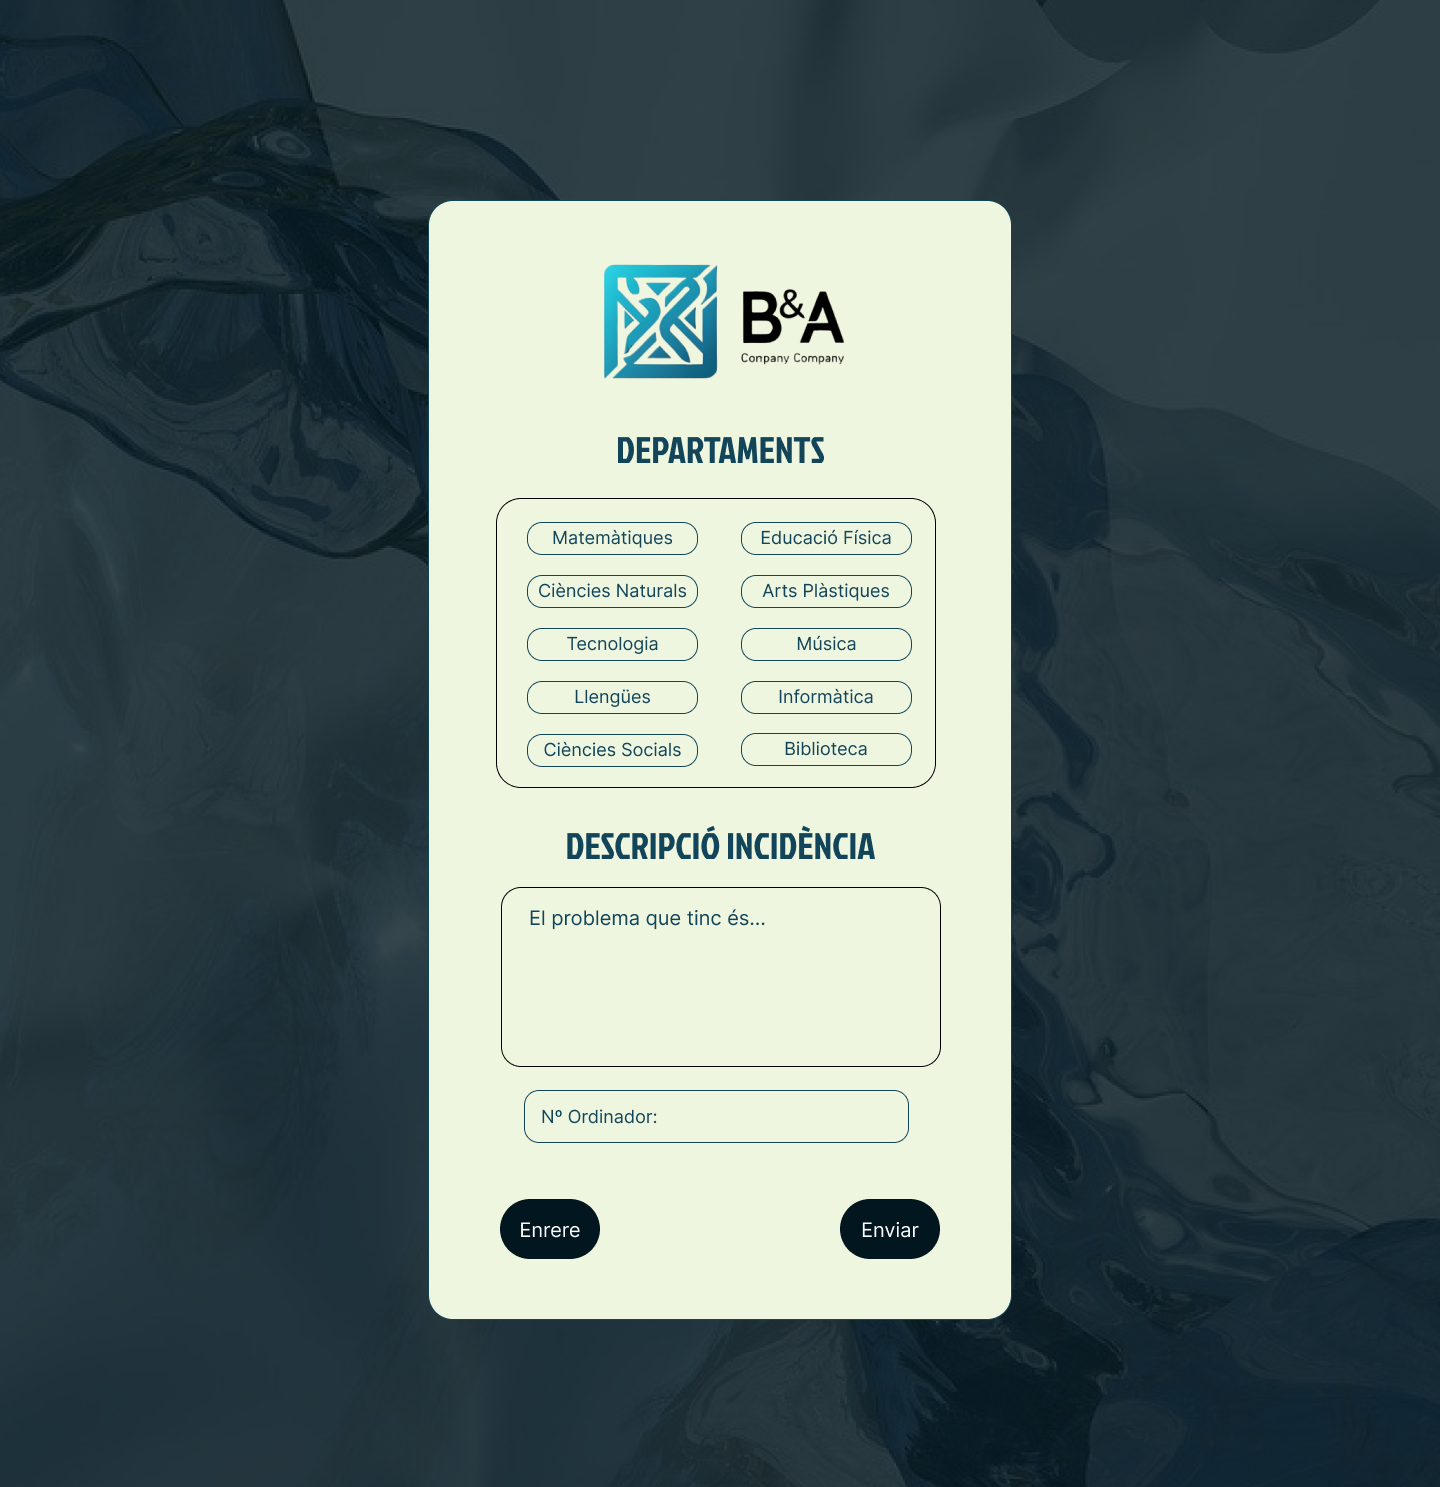 B&A
Conpany Company
DEPARTAMENTS
Matemàtiques
Educació Física
Ciències Naturals
Arts Plàstiques
Tecnologia
Música
Llengües
Informàtica
Ciències Socials
Biblioteca
DESCRIPCIÓ INCIDÈNCIA
El problema que tinc és...
Nº Ordinador:
Enrere
Enviar